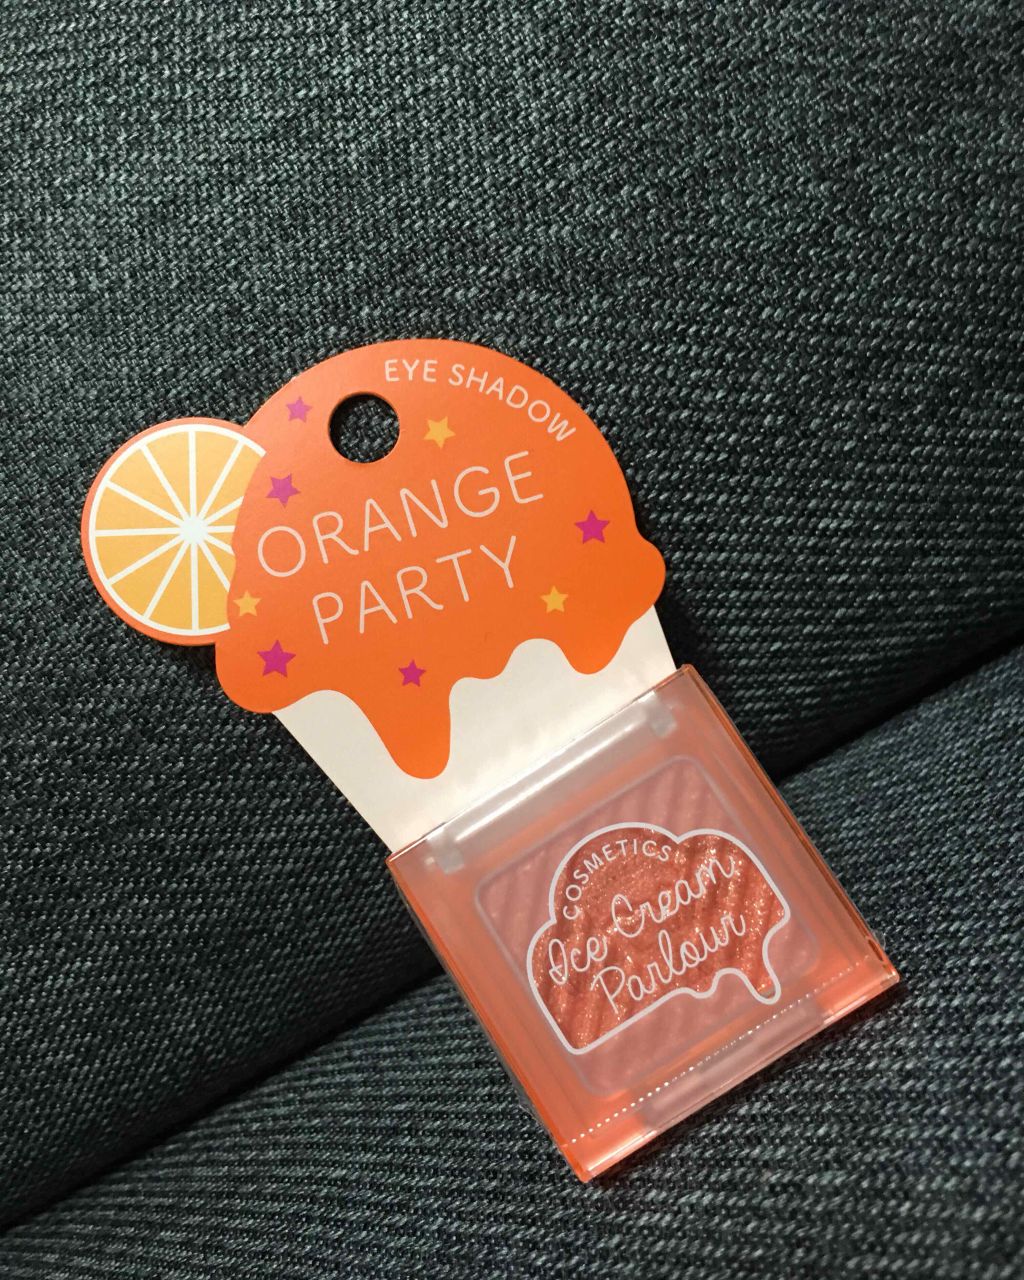 EYE SHADOW
ORANGE
PARTY
COSMETICS
Ice Cream
Parlour